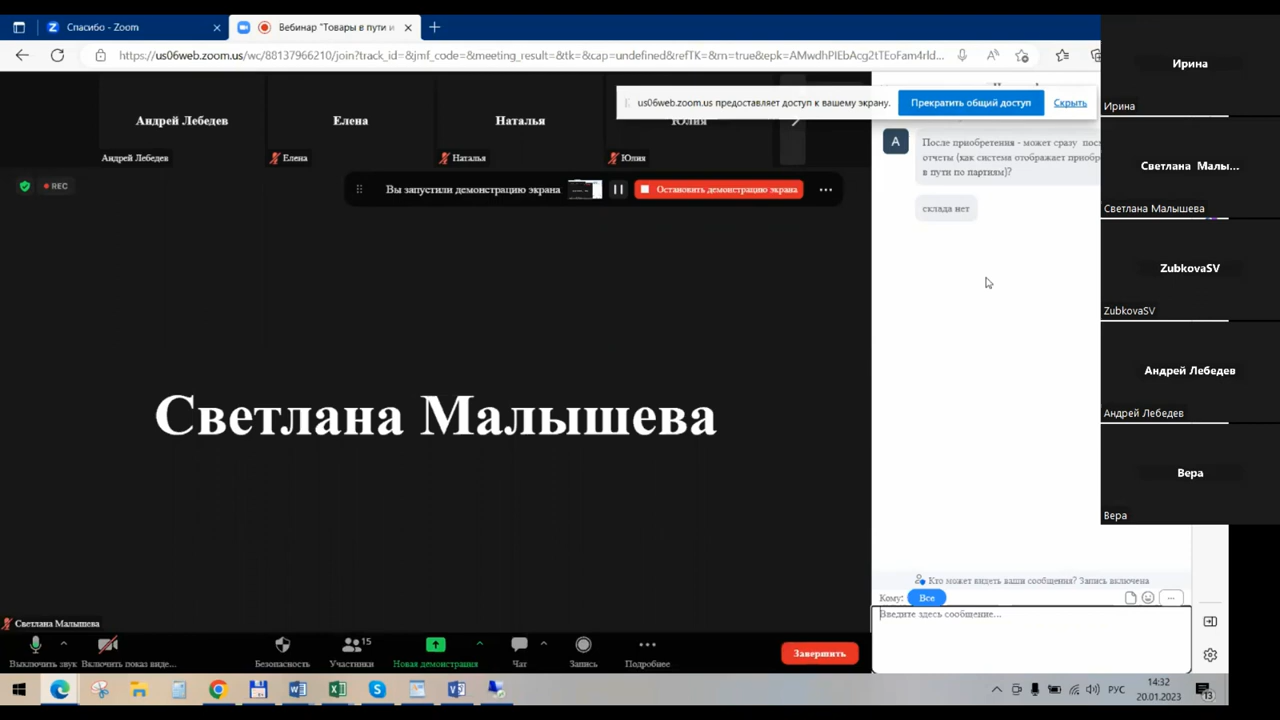 Спасибо - Zoom
Вебинар "Товары в пути и
https://us06web.zoom.us/wc/88137966210/join?track_id=&jmf_code=&meeting_result=&tk=&cap=undefined&refTK=&rn=true&epk=
us06web.zoom.us предоставляет доступ к вашему экрану.
Прекратить общий доступ
Скрыть
Андрей Лебедев
Елена
Наталья
Юлия
Андрей Лебедев
Елена
Наталья
Юлия
REC
Вы запустили демонстрацию экрана
Остановить демонстрацию экрана
А
После приобретения - может сразу
отчеты (как система отображает
в пути по партиям)?
склада нет
Светлана Малышева
Светлана Малышева
Ирина
Ирина
Светлана Малы...
Светлана Малышева
ZubkovaSV
ZubkovaSV
Андрей Лебедев
Андрей Лебедев
Вера
Вера
Кто может видеть ваши сообщения? Запись включена
Кому:
Все
Введите здесь сообщение...
Выключить звук
Включить показ виде...
Безопасность
15
Участники
Новая демонстрация
Чат
Запись
Подробнее
Завершить
РУС
14:32
20.01.2023
13